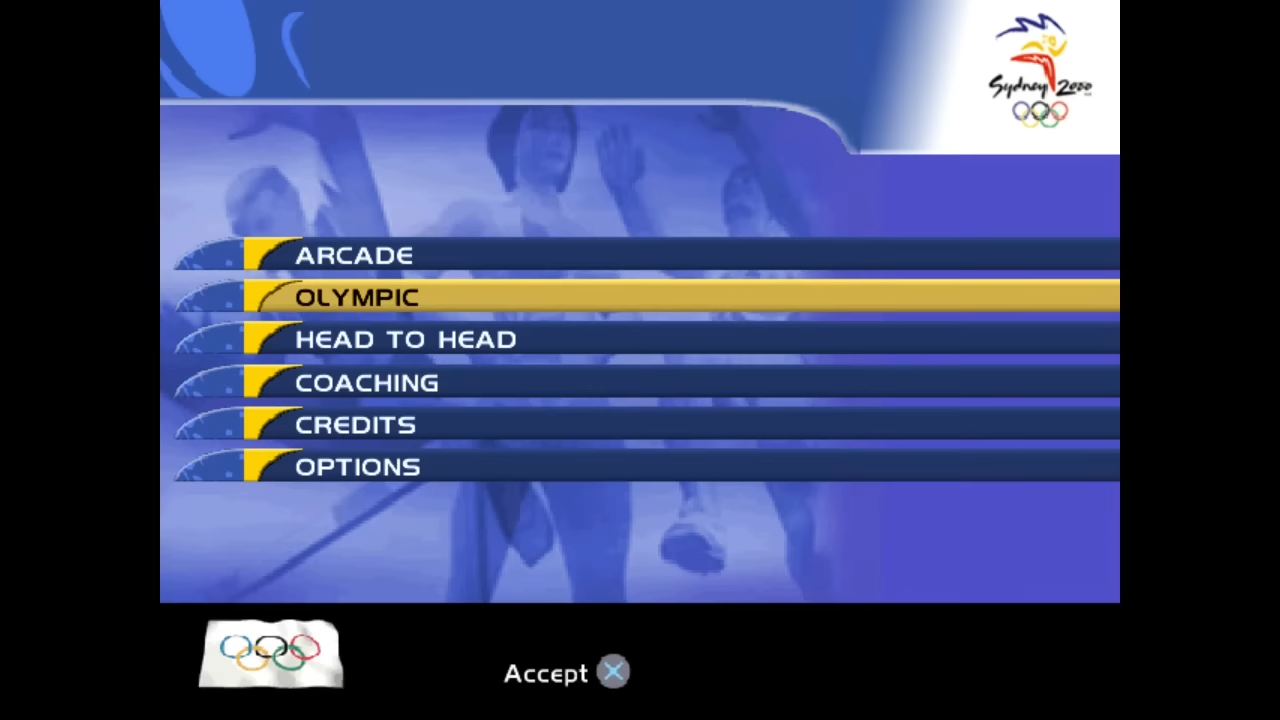 Sydney 2000
ARCADE
OLYMPIC
HEAD TO HEAD
COACHING
CREDITS
OPTIONS
Accept